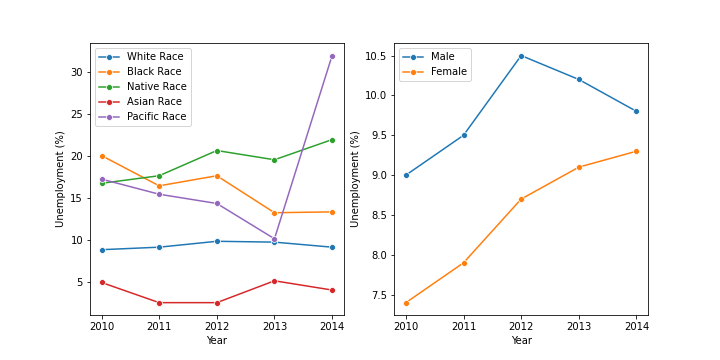 White Race
Black Race
Native Race
Asian Race
Pacific Race
30
25
20
15
10
5
Unemployment (%)
2010 2011 2012 2013 2014
Year
Male
Female
10.5
10.0
9.5
9.0
8.5
8.0
7.5
Unemployment (%)
2010 2011 2012 2013 2014
Year